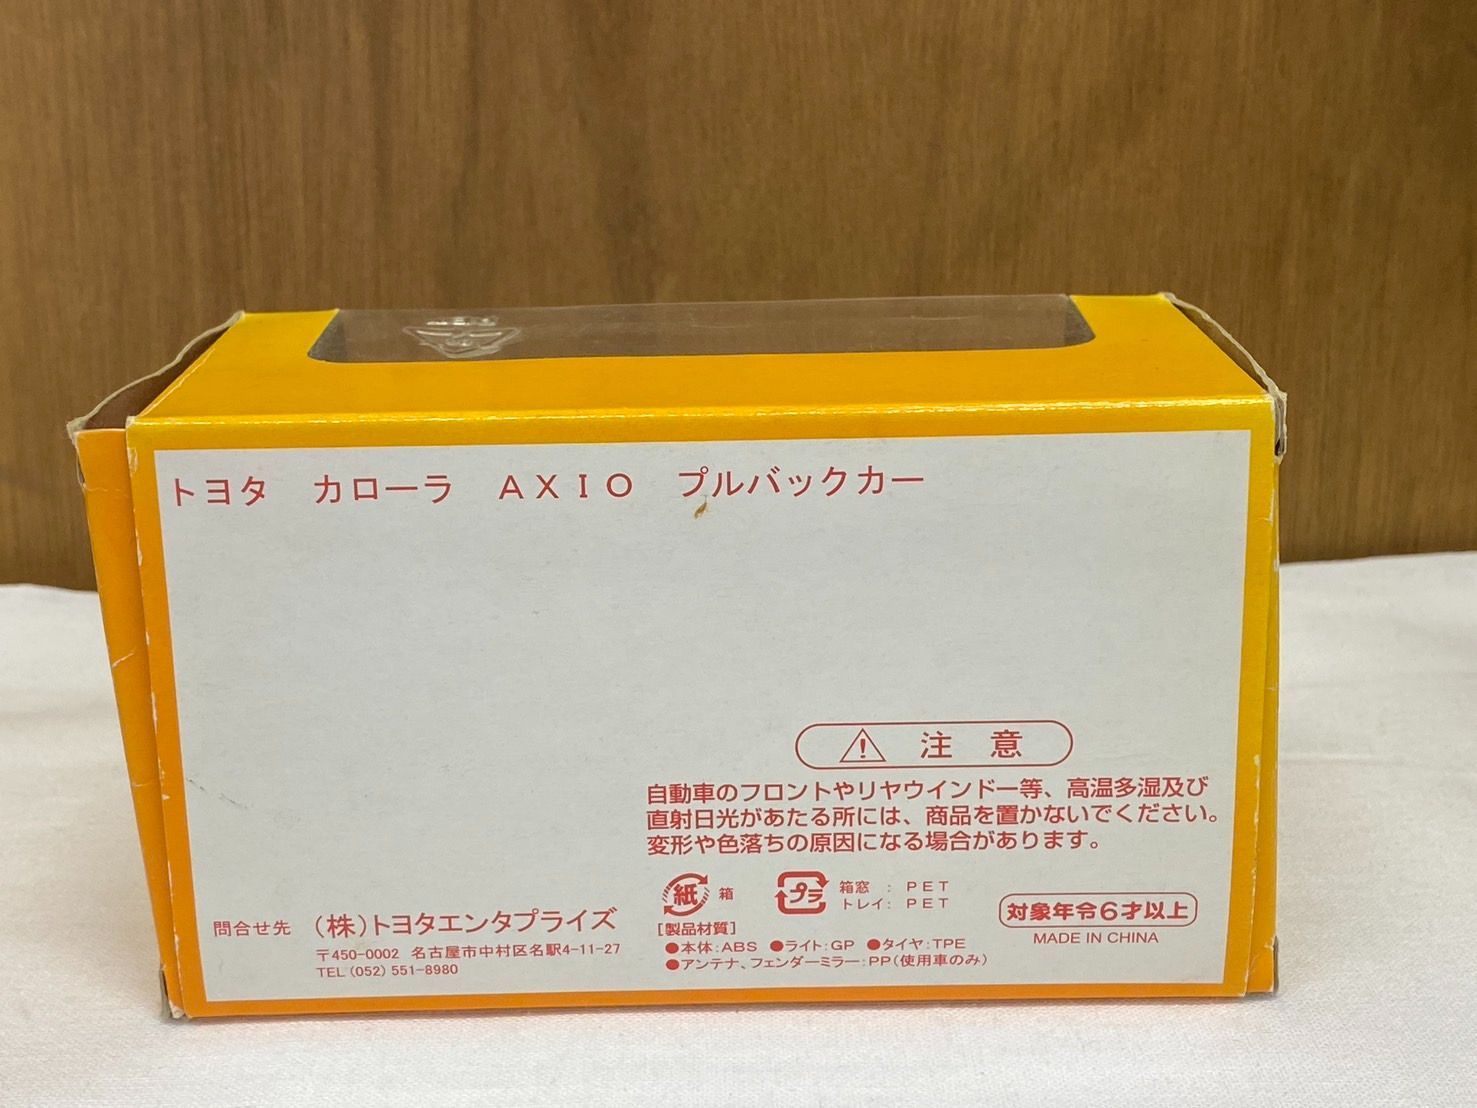 トヨタ カローラ AXIO プルバックカー
注意
自動車のフロントやリヤウインドー等、高温多湿及び
直射日光があたる所には、商品を置かないでください。
変形や色落ちの原因になる場合があります。
紙 箱
プラ 箱窓 : PET
トレイ: PET
対象年令6才以上
MADE IN CHINA
[製品材質]
●本体:ABS ●ライト:GP ●タイヤ:TPE
●アンテナ、フェンダーミラー:PP(使用車のみ)
問合せ先 (株)トヨタエンタプライズ
〒450-0002 名古屋市中村区名駅4-11-27
TEL(052)551-8980